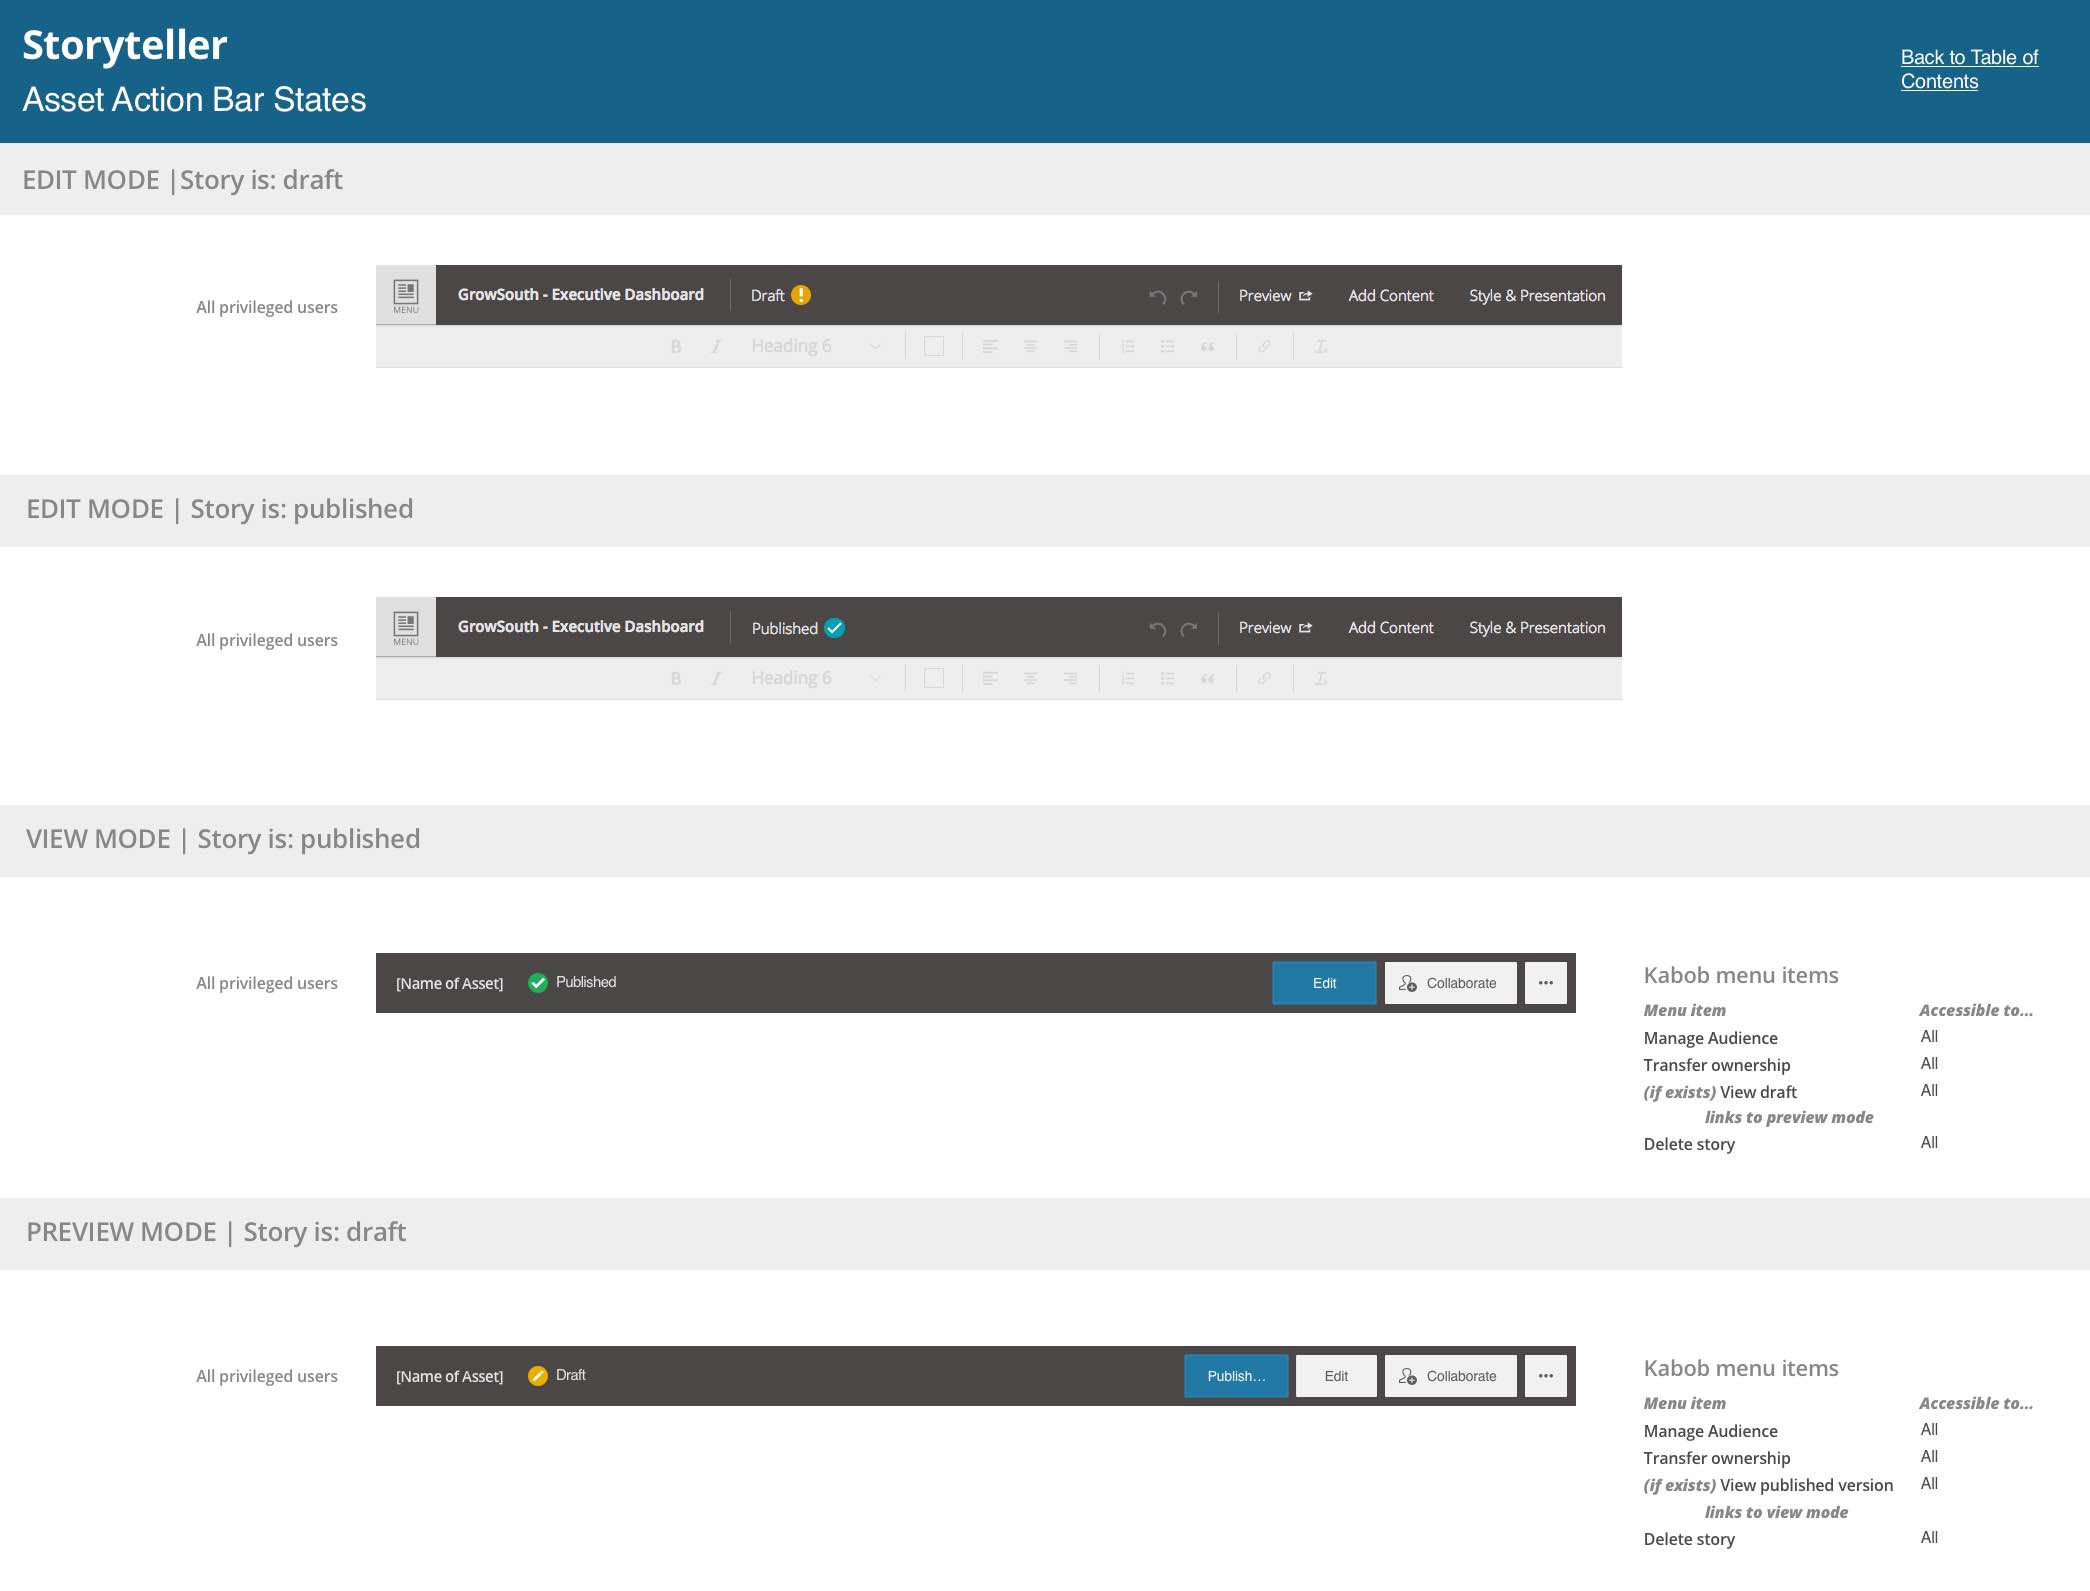 Storyteller
Asset Action Bar States
Back to Table of
Contents
EDIT MODE |Story is: draft
All privileged users
MENU
GrowSouth - Executive Dashboard
Draft
Preview
Add Content
Style & Presentation
B I Heading 6
EDIT MODE | Story is: published
All privileged users
MENU
GrowSouth - Executive Dashboard
Published
Preview
Add Content
Style & Presentation
B I Heading 6
VIEW MODE | Story is: published
All privileged users
[Name of Asset]
Published
Edit
Collaborate
Kabob menu items
Menu item Accessible to...
Manage Audience All
Transfer ownership All
(if exists) View draft All
links to preview mode
Delete story All
PREVIEW MODE | Story is: draft
All privileged users
[Name of Asset]
Draft
Publish...
Edit
Collaborate
Kabob menu items
Menu item Accessible to...
Manage Audience All
Transfer ownership All
(if exists) View published version All
links to view mode
Delete story All